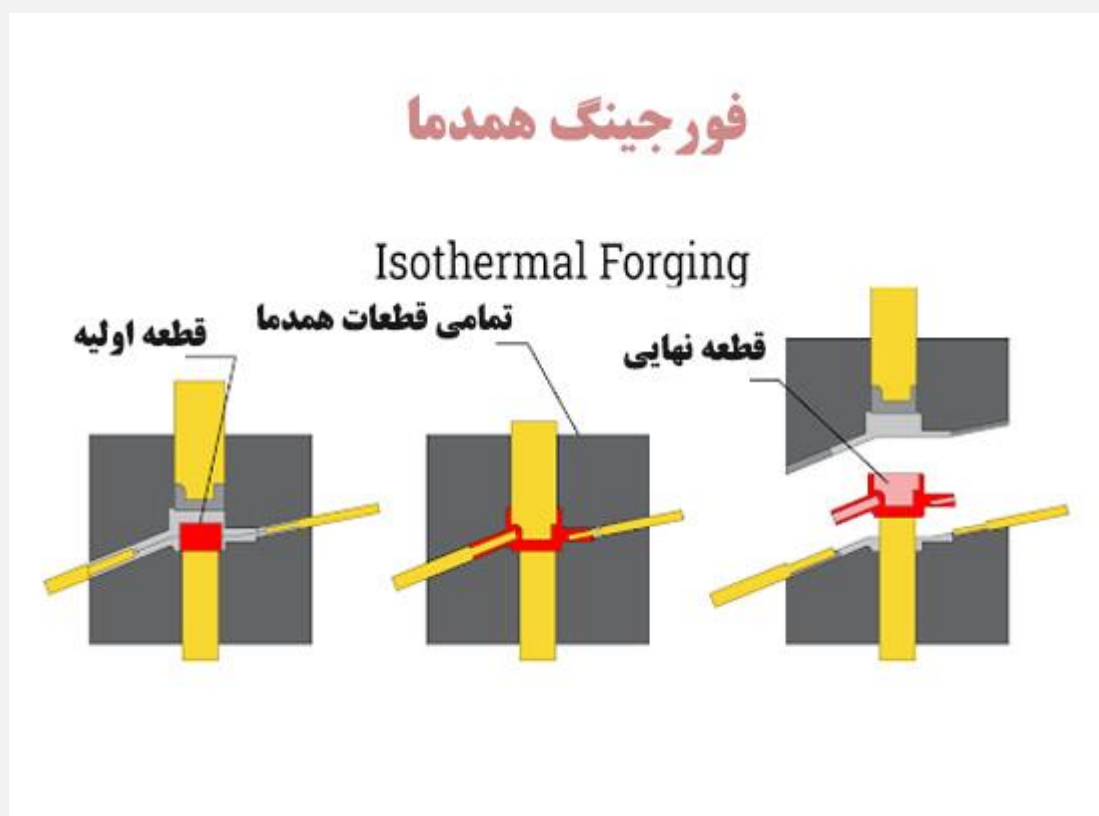 فورجینگ همدما
Isothermal Forging
قطعه اولیه
تمامی قطعات همدما
قطعه نهایی